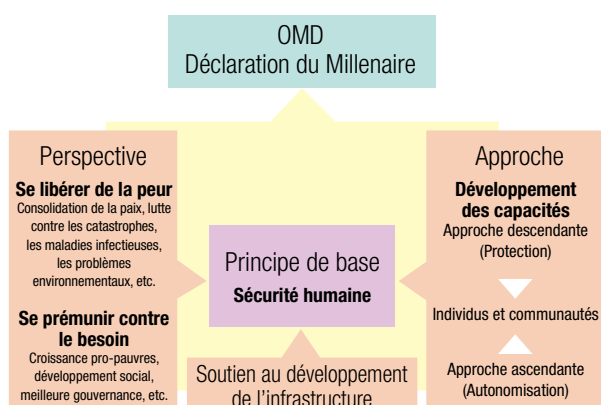 OMD
Déclaration du Millenaire
Perspective
Se libérer de la peur
Consolidation de la paix, lutte
contre les catastrophes,
les maladies infectieuses,
les problèmes
environnementaux, etc.
Se prémunir contre
le besoin
Croissance pro-pauvres,
développement social,
meilleure gouvernance, etc.
Principe de base
Sécurité humaine
Soutien au développement
de l'infrastructure
Approche
Développement
des capacités
Approche descendante
(Protection)
Individus et communautés
Approche ascendante
(Autonomisation)